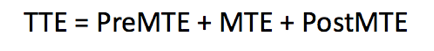 TTE = PreMTE + MTE + PostMTE